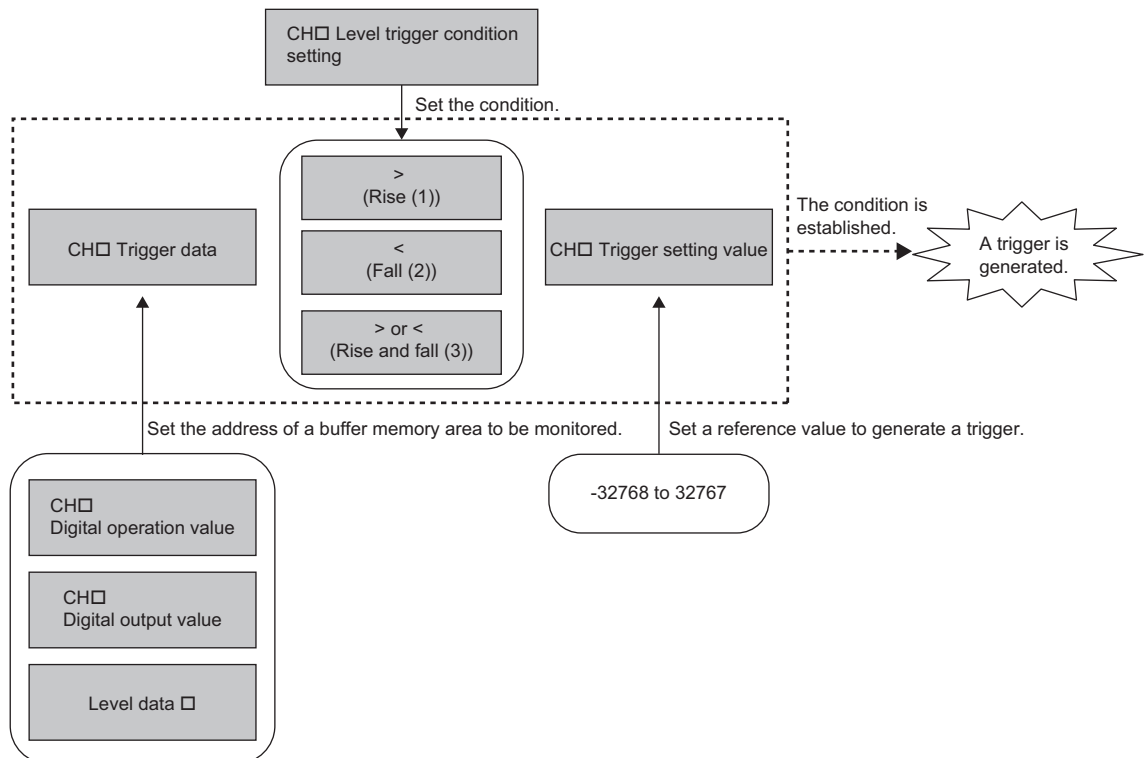 CH□ Level trigger condition
setting
Set the condition.
>
(Rise (1))
<
(Fall (2))
> or <
(Rise and fall (3))
CH□ Trigger data
CH□ Trigger setting value
The condition is
established.
A trigger is
generated.
Set the address of a buffer memory area to be monitored.
Set a reference value to generate a trigger.
CH□
Digital operation value
CH□
Digital output value
Level data □
-32768 to 32767